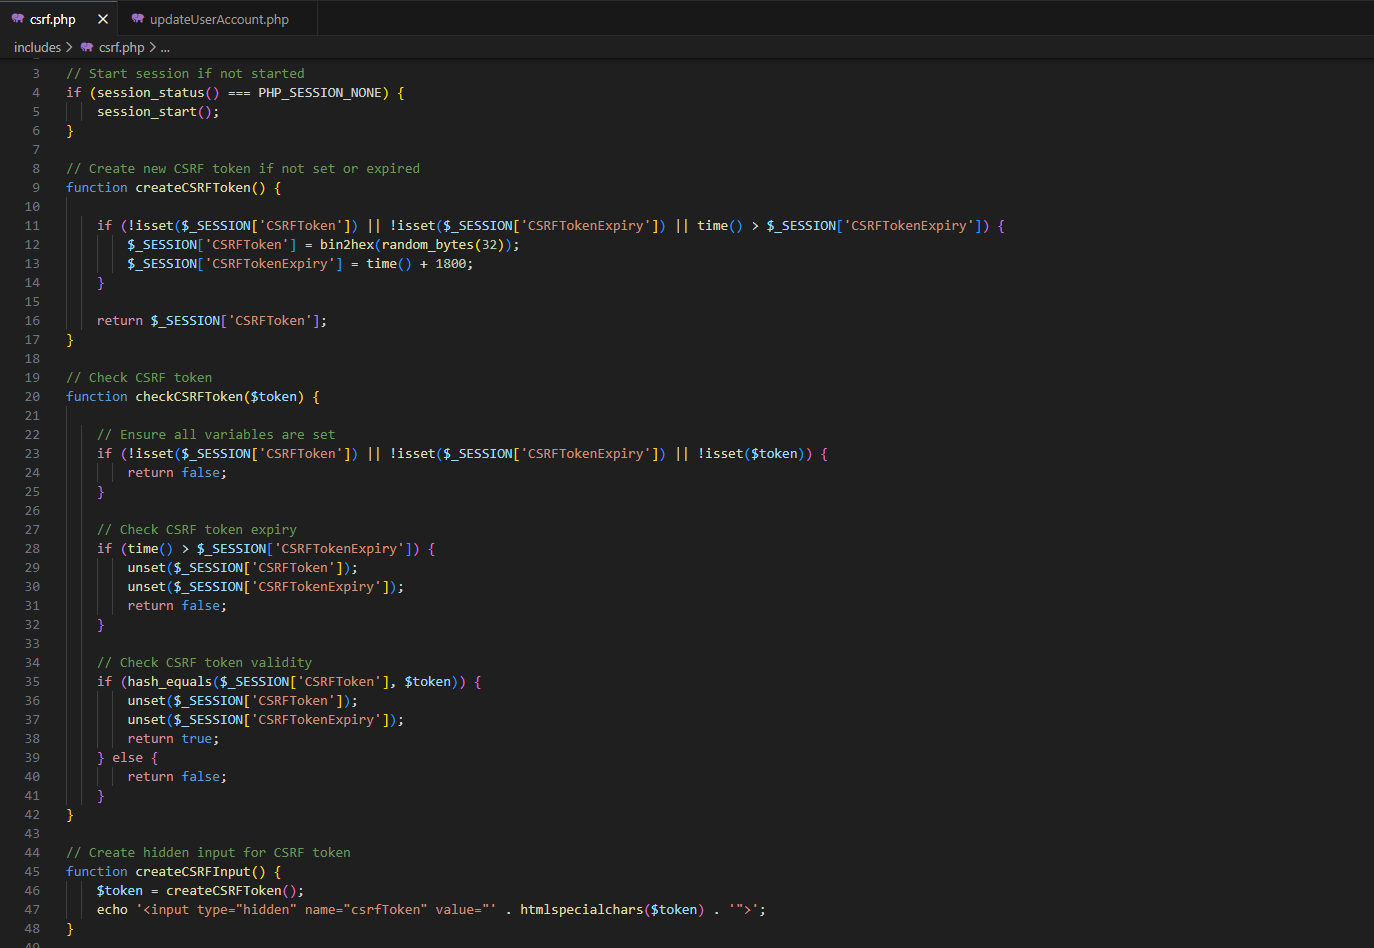 csrf.php
updateUserAccount.php
includes > csrf.php > ...
3 // Start session if not started
4 if (session_status() === PHP_SESSION_NONE) {
5     session_start();
6 }
7
8 // Create new CSRF token if not set or expired
9 function createCSRFToken() {
10
11     if (!isset($_SESSION['CSRFToken']) || !isset($_SESSION['CSRFTokenExpiry']) || time() > $_SESSION['CSRFTokenExpiry']) {
12         $_SESSION['CSRFToken'] = bin2hex(random_bytes(32));
13         $_SESSION['CSRFTokenExpiry'] = time() + 1800;
14     }
15
16     return $_SESSION['CSRFToken'];
17 }
18
19 // Check CSRF token
20 function checkCSRFToken($token) {
21
22     // Ensure all variables are set
23     if (!isset($_SESSION['CSRFToken']) || !isset($_SESSION['CSRFTokenExpiry']) || !isset($token)) {
24         return false;
25     }
26
27     // Check CSRF token expiry
28     if (time() > $_SESSION['CSRFTokenExpiry']) {
29         unset($_SESSION['CSRFToken']);
30         unset($_SESSION['CSRFTokenExpiry']);
31         return false;
32     }
33
34     // Check CSRF token validity
35     if (hash_equals($_SESSION['CSRFToken'], $token)) {
36         unset($_SESSION['CSRFToken']);
37         unset($_SESSION['CSRFTokenExpiry']);
38         return true;
39     } else {
40         return false;
41     }
42 }
43
44 // Create hidden input for CSRF token
45 function createCSRFInput() {
46     $token = createCSRFToken();
47     echo '<input type="hidden" name="csrfToken" value="' . htmlspecialchars($token) . '">';
48 }